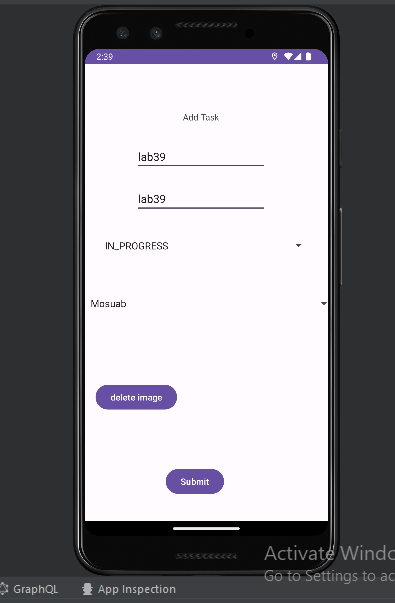 2:39
Add Task
lab39
lab39
IN_PROGRESS
Mosuab
delete image
Submit
Activate Windo
Go to Settings to ac
GraphQL
App Inspection